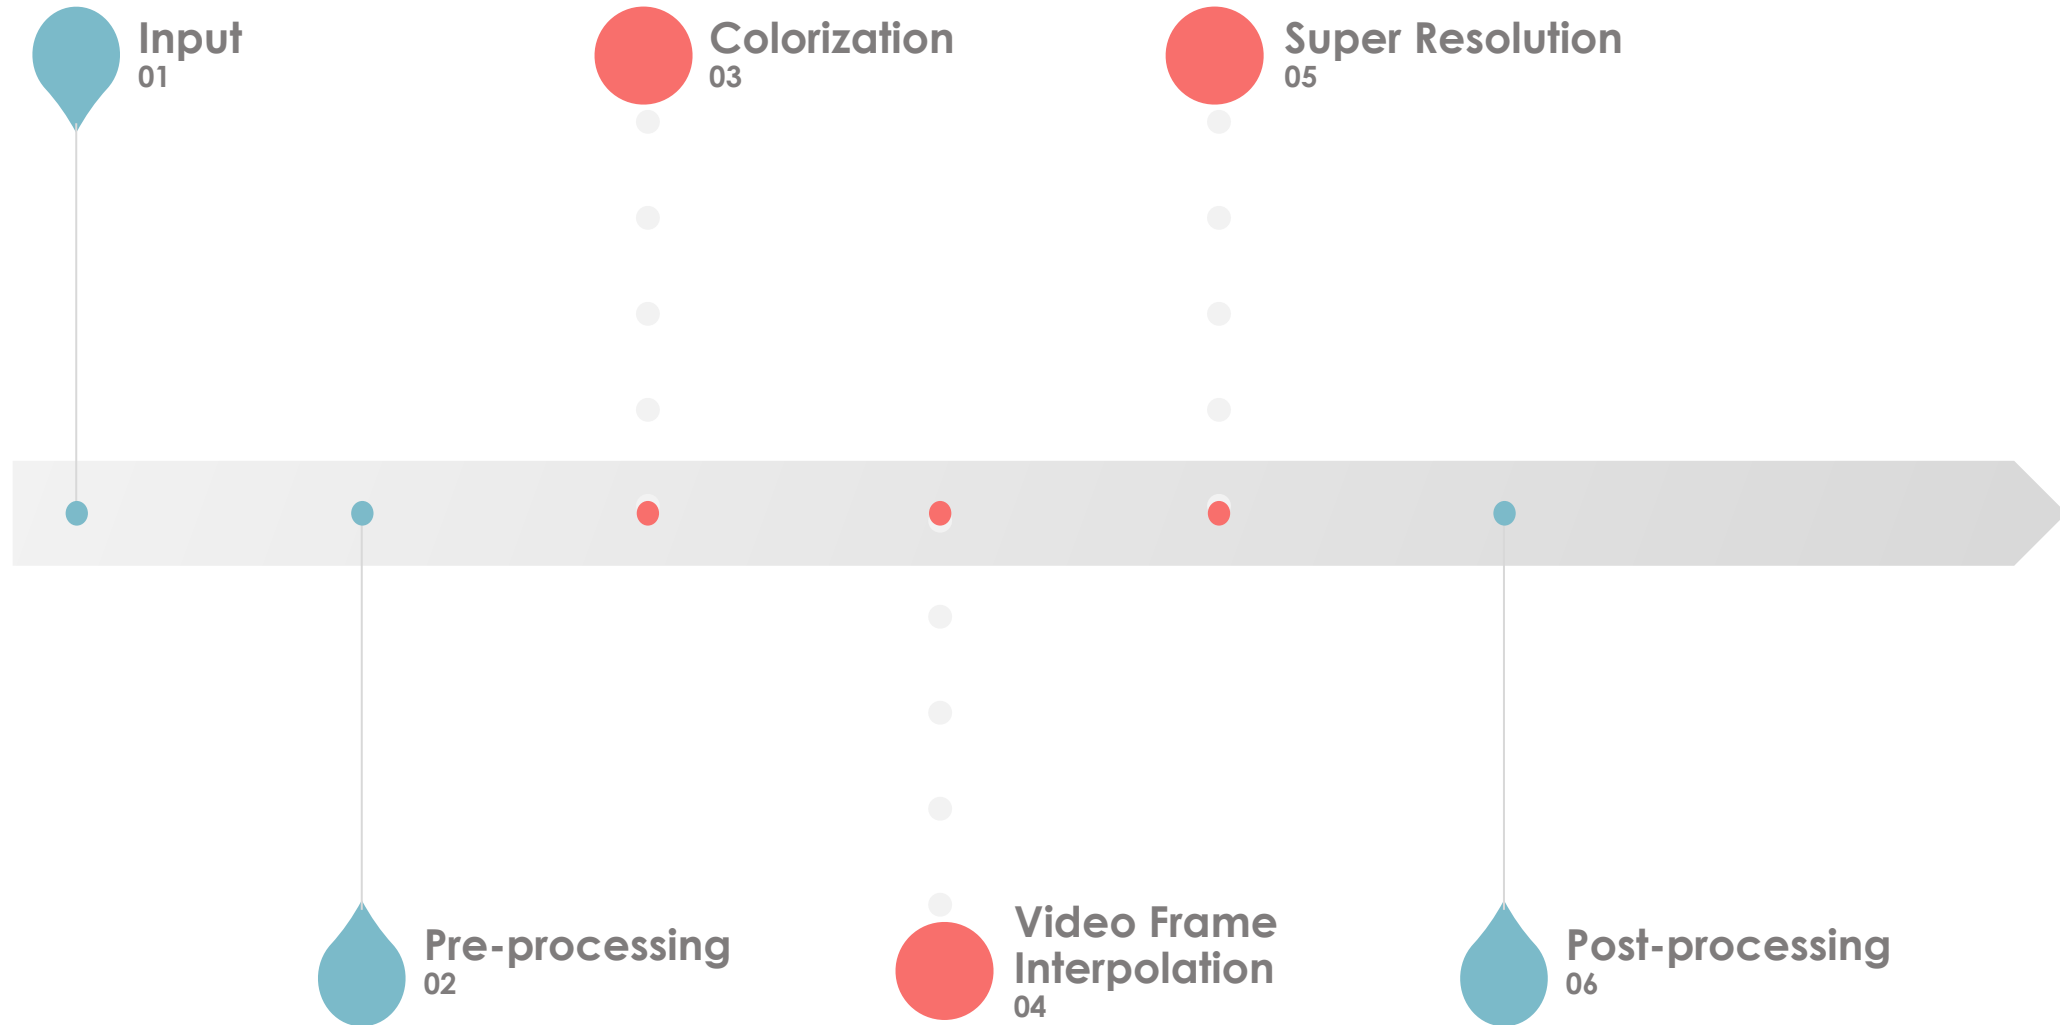 Input
01
Colorization
03
Super Resolution
05
Pre-processing
02
Video Frame
Interpolation
04
Post-processing
06